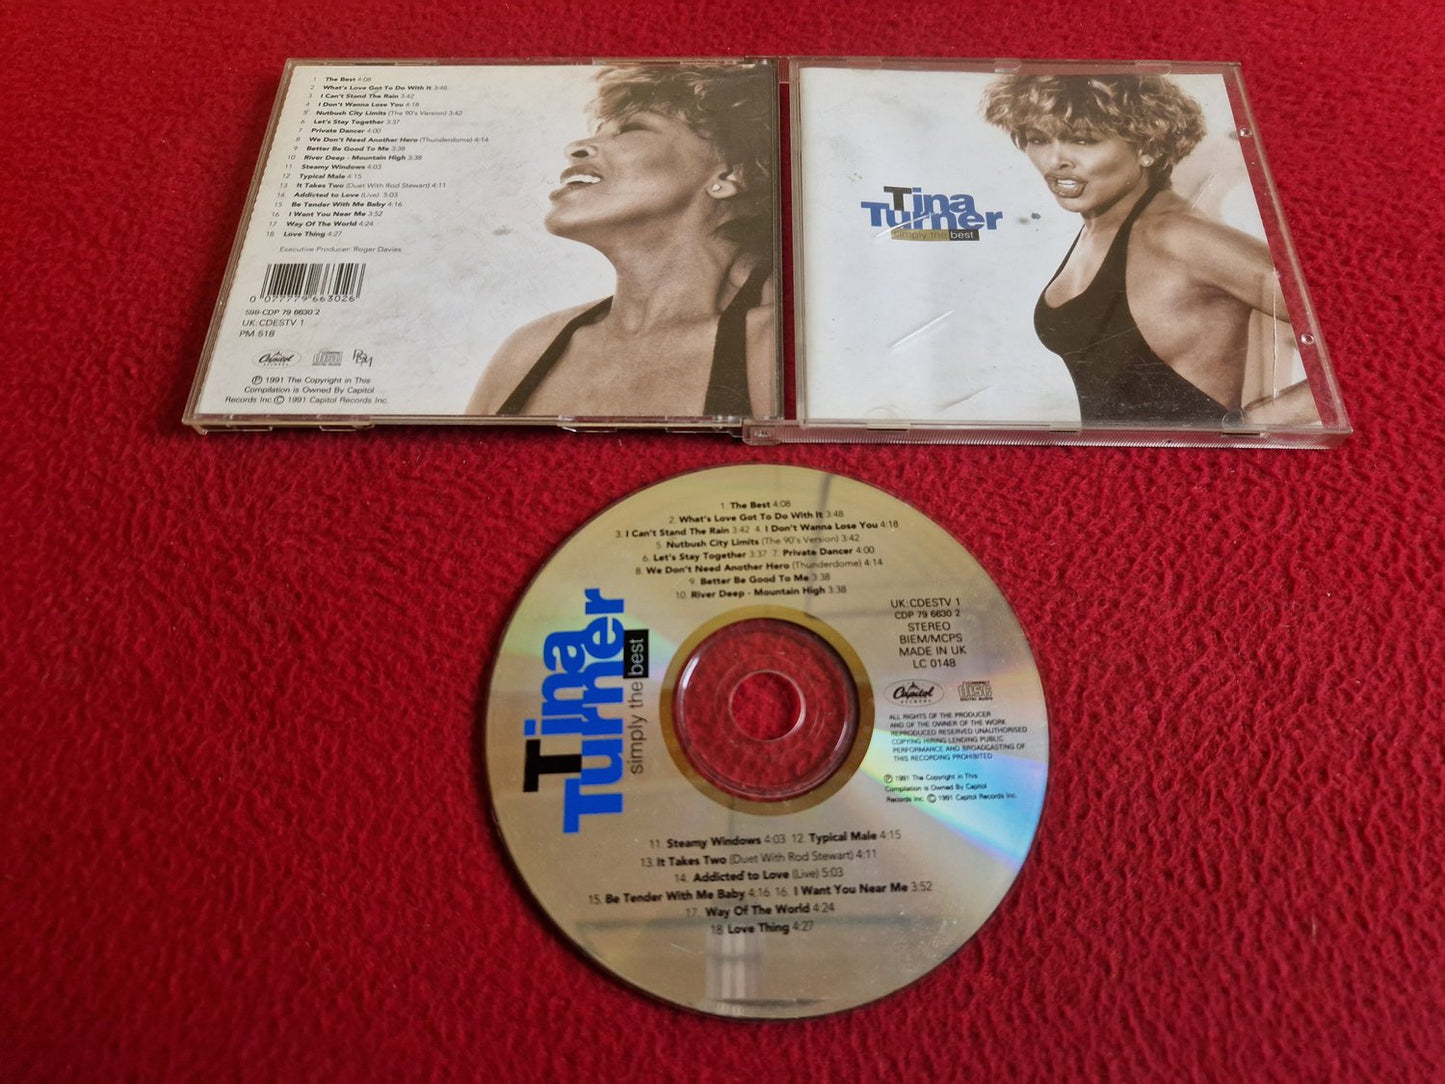 1 The Best 4:08
2 What's Love Got To Do With It 3:48
3 I Can't Stand The Rain 3:42
4 I Don't Wanna Lose You 4:18
5 Nutbush City Limits (The 90's Version) 3:42
6 Let's Stay Together 3:37
7 Private Dancer 4:00
8 We Don't Need Another Hero (Thunderdome) 4:14
9 Better Be Good To Me 3:38
10 River Deep - Mountain High 3:38
11 Steamy Windows 4:03
12 Typical Male 4:15
13 It Takes Two (Duet With Rod Stewart) 4:11
14 Addicted to Love (Live) 5:03
15 Be Tender With Me Baby 4:16
16 I Want You Near Me 3:52
17 Way Of The World 4:24
18 Love Thing 4:27
Executive Producer: Roger Davies
0 077779 663026
598-CDP 79 6630 2
UK:CDESTV 1
PM 518
Capitol
RECORDS
COMPACT
disc
DIGITAL AUDIO
℗ 1991 The Copyright in This
Compilation is Owned By Capitol
Records Inc. © 1991 Capitol Records Inc.
Tina
Turner
simply the best
1. The Best 4:08
2. What's Love Got To Do With It 3:48
3. I Can't Stand The Rain 3:42 4. I Don't Wanna Lose You 4:18
5. Nutbush City Limits (The 90's Version) 3:42
6. Let's Stay Together 3:37 7. Private Dancer 4:00
8. We Don't Need Another Hero (Thunderdome) 4:14
9. Better Be Good To Me 3:38
10. River Deep - Mountain High 3:38
Tina
Turner
simply the best
UK:CDESTV 1
CDP 79 6630 2
STEREO
BIEM/MCPS
MADE IN UK
LC 0148
Capitol
RECORDS
COMPACT
disc
DIGITAL AUDIO
ALL RIGHTS OF THE PRODUCER
AND OF THE OWNER OF THE WORK
REPRODUCED RESERVED UNAUTHORISED
COPYING HIRING LENDING PUBLIC
PERFORMANCE AND BROADCASTING OF
THIS RECORDING PROHIBITED
℗ 1991 The Copyright in This
Compilation is Owned By Capitol
Records Inc. © 1991 Capitol Records Inc.
11. Steamy Windows 4:03 12. Typical Male 4:15
13. It Takes Two (Duet With Rod Stewart) 4:11
14. Addicted to Love (Live) 5:03
15. Be Tender With Me Baby 4:16 16. I Want You Near Me 3:52
17. Way Of The World 4:24
18. Love Thing 4:27